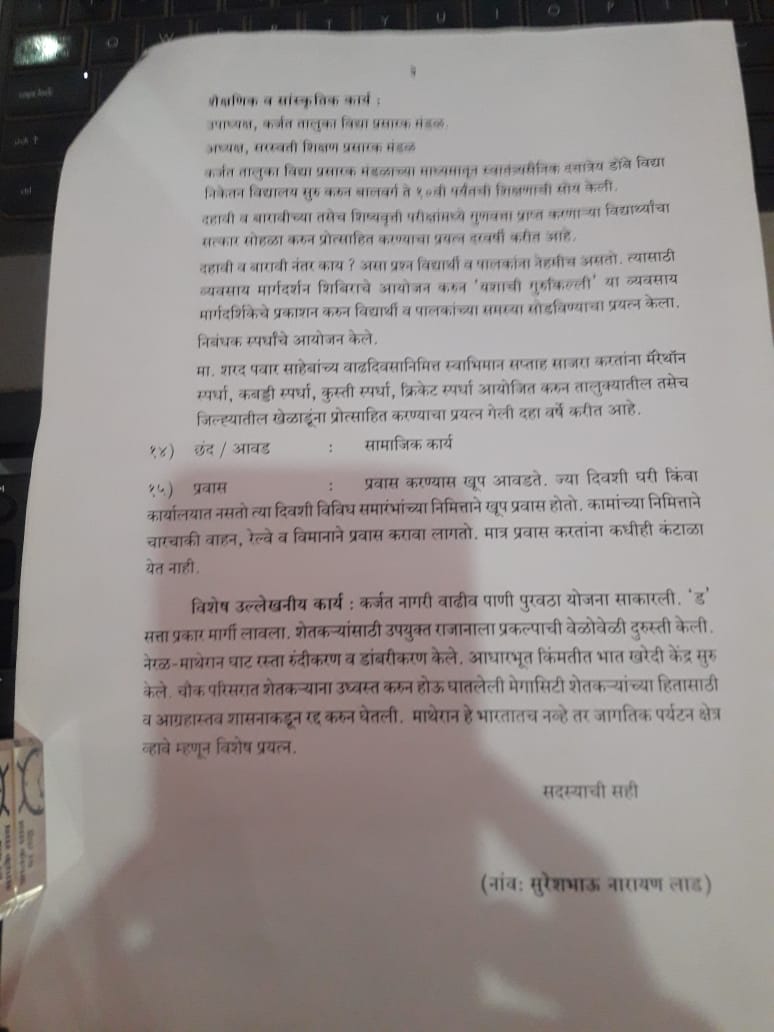 ३
शैक्षणिक व सांस्कृतिक कार्य :
उपाध्यक्ष, कर्जत तालुका विद्या प्रसारक मंडळ.
अध्यक्ष, सरस्वती शिक्षण प्रसारक मंडळ
कर्जत तालुका विद्या प्रसारक मंडळाच्या माध्यमातून स्वातंत्र्यसैनिक दत्तात्रेय डोंबे विद्या
निकेतन विद्यालय सुरु करुन बालवर्ग ते १०वी पर्यंतची शिक्षणाची सोय केली.
दहावी व बारावीच्या तसेच शिष्यवृत्ती परीक्षांमध्ये गुणवत्ता प्राप्त करणाऱ्या विद्यार्थ्यांचा
सत्कार सोहळा करुन प्रोत्साहित करण्याचा प्रयत्न दरवर्षी करीत आहे.
दहावी व बारावी नंतर काय ? असा प्रश्न विद्यार्थी व पालकांना नेहमीच असतो. त्यासाठी
व्यवसाय मार्गदर्शन शिबिराचे आयोजन करुन 'यशाची गुरुकिल्ली' या व्यवसाय
मार्गदर्शिकेचे प्रकाशन करुन विद्यार्थी व पालकांच्या समस्या सोडविण्याचा प्रयत्न केला.
निबंधक स्पर्धांचे आयोजन केले.
मा. शरद पवार साहेबांच्य वाढदिवसानिमित्त स्वाभिमान सप्ताह साजरा करतांना मॅरेथॉन
स्पर्धा, कबड्डी स्पर्धा, कुस्ती स्पर्धा, क्रिकेट स्पर्धा आयोजित करुन तालुक्यातील तसेच
जिल्ह्यातील खेळाडूंना प्रोत्साहित करण्याचा प्रयत्न गेली दहा वर्षे करीत आहे.
१४) छंद / आवड : सामाजिक कार्य
१५) प्रवास : प्रवास करण्यास खूप आवडते. ज्या दिवशी घरी किंवा
कार्यालयात नसतो त्या दिवशी विविध समारंभांच्या निमित्ताने खूप प्रवास होतो. कामांच्या निमित्ताने
चारचाकी वाहन, रेल्वे व विमानाने प्रवास करावा लागतो. मात्र प्रवास करतांना कधीही कंटाळा
येत नाही.
विशेष उल्लेखनीय कार्य : कर्जत नागरी वाढीव पाणी पुरवठा योजना साकारली. 'ड'
सत्ता प्रकार मार्गी लावला. शेतकऱ्यांसाठी उपयुक्त राजानाला प्रकल्पाची वेळोवेळी दुरुस्ती केली.
नेरळ-माथेरान घाट रस्ता रुंदीकरण व डांबरीकरण केले. आधारभूत किंमतीत भात खरेदी केंद्र सुरु
केले. चौक परिसरात शेतकऱ्याना उध्वस्त करुन होऊ घातलेली मेगासिटी शेतकऱ्यांच्या हितासाठी
व आग्रहास्तव शासनाकडून रद्द करुन घेतली. माथेरान हे भारतातच नव्हे तर जागतिक पर्यटन क्षेत्र
व्हावे म्हणून विशेष प्रयत्न.
सदस्याची सही
(नांव: सुरेशभाऊ नारायण लाड)